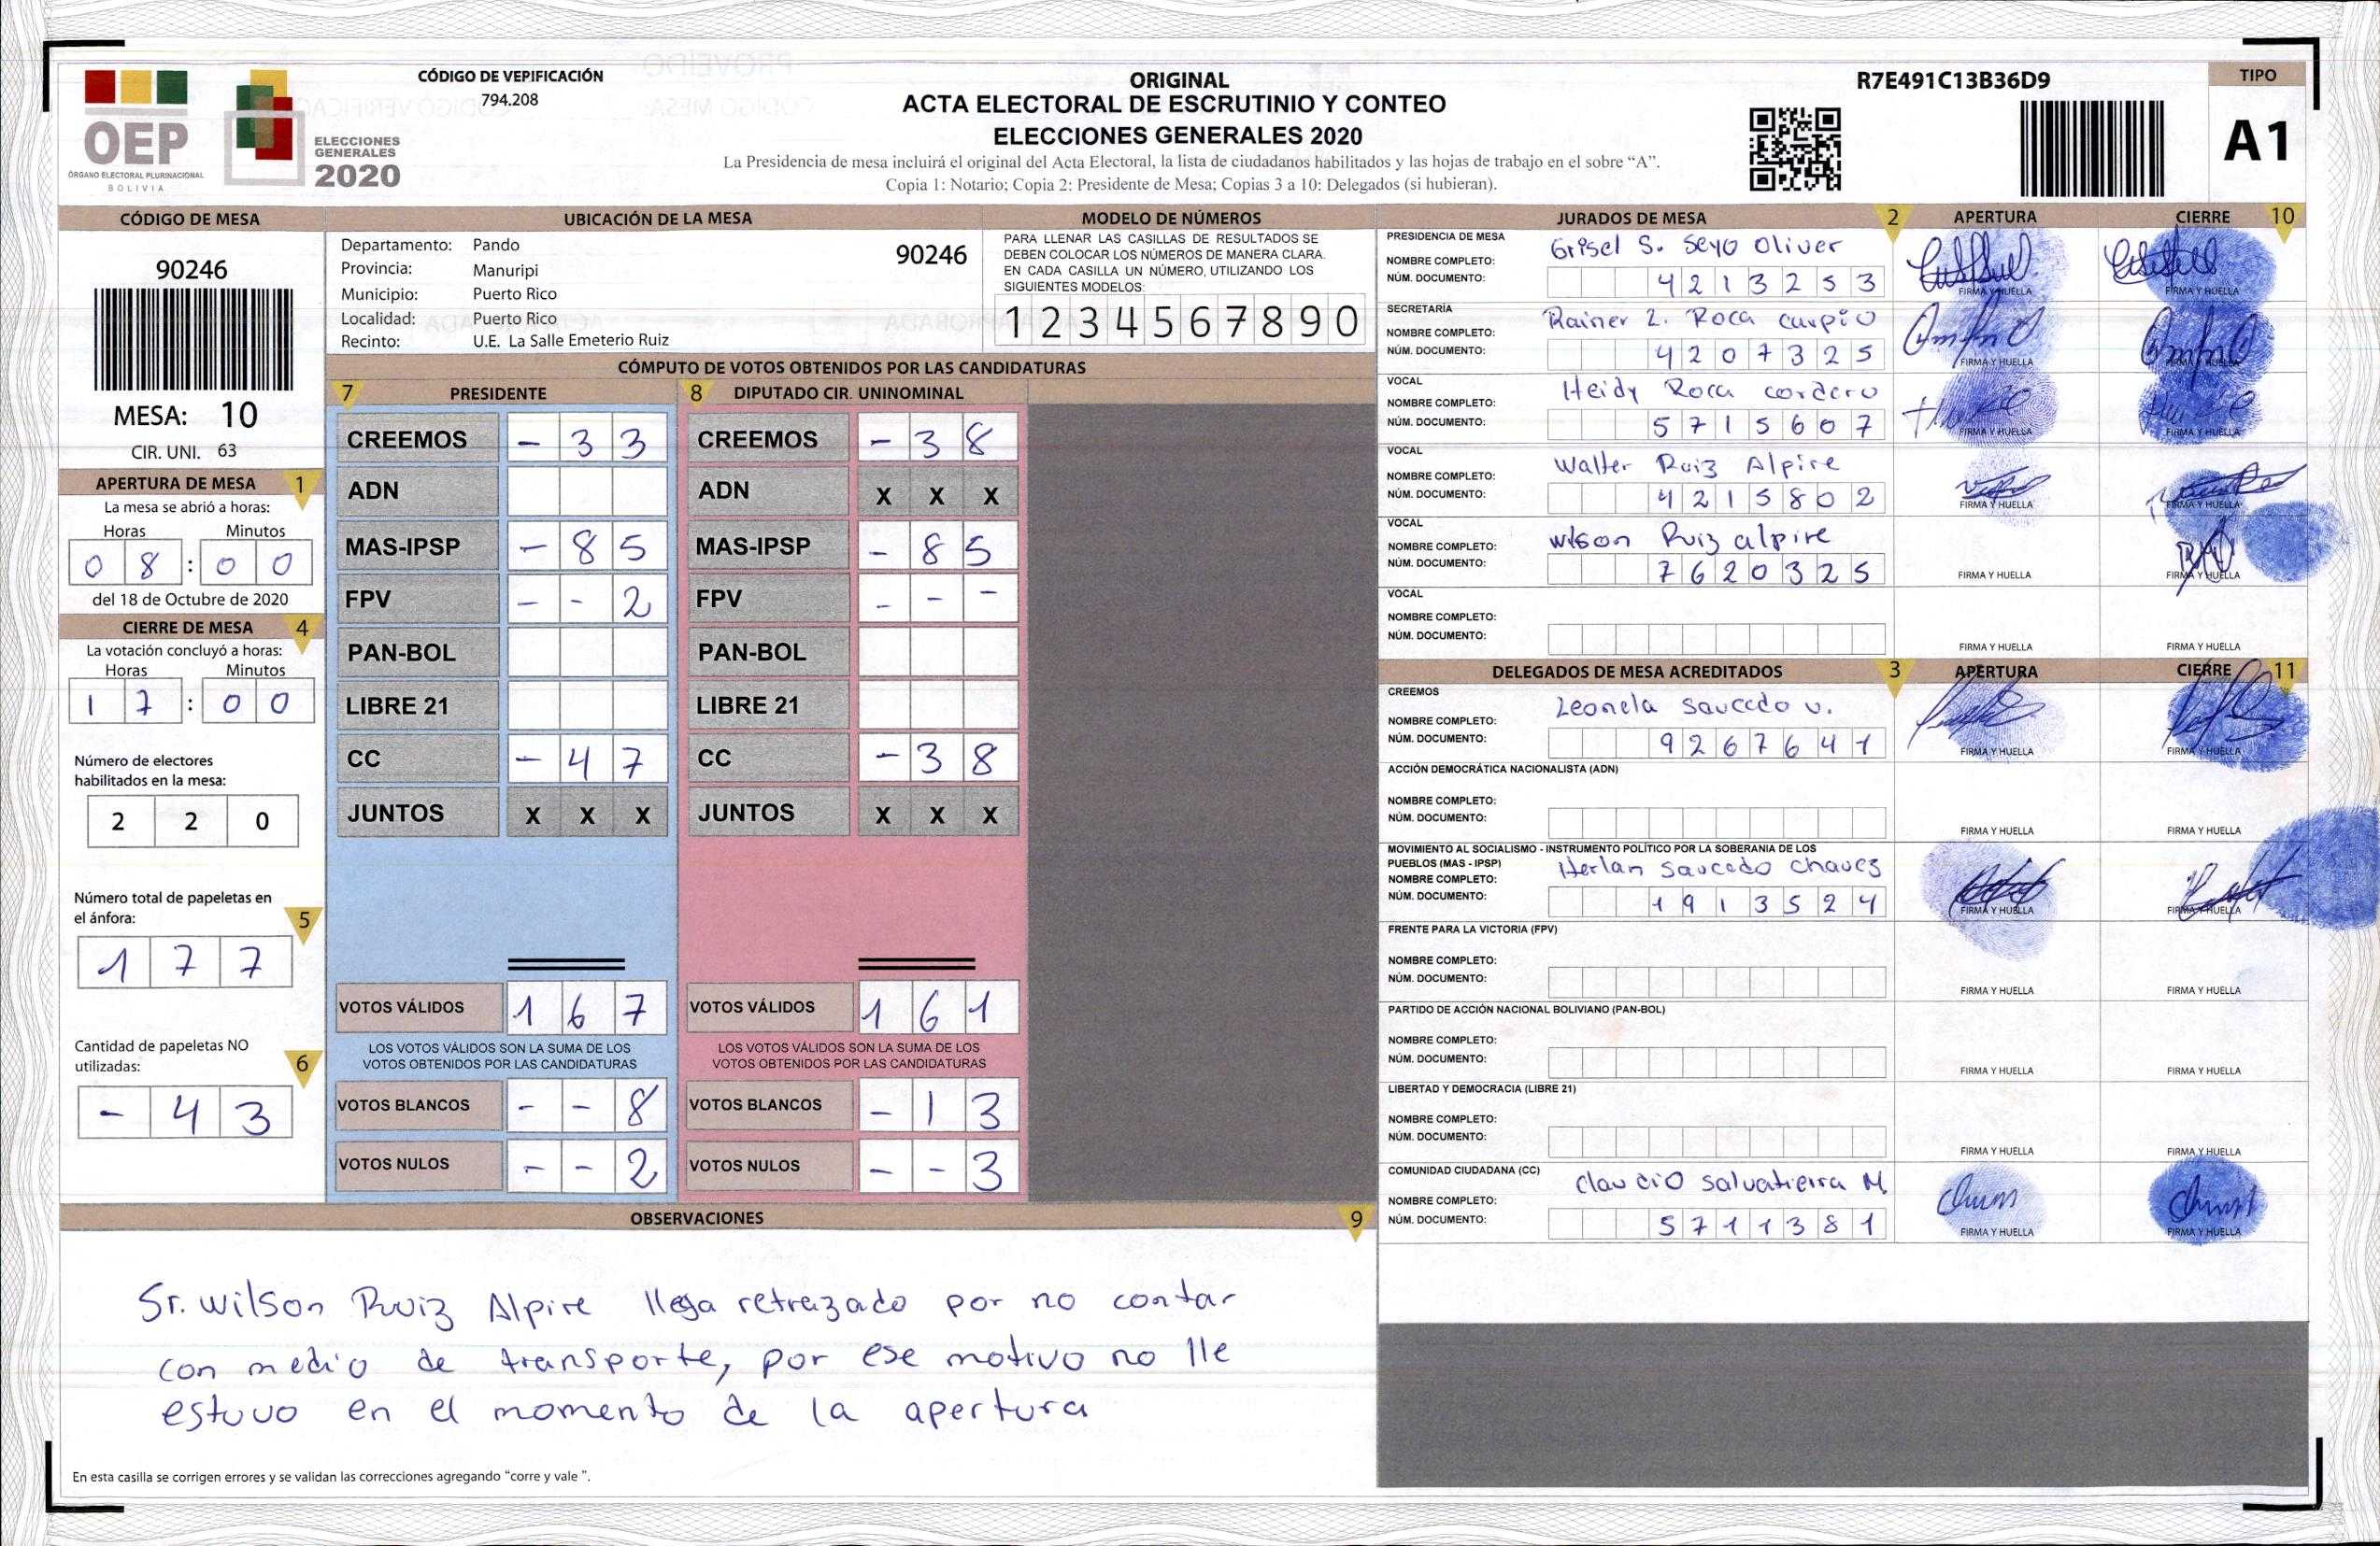 OEP
ÓRGANO ELECTORAL PLURINACIONAL
BOLIVIA
ELECCIONES
GENERALES
2020
CÓDIGO DE VEPIFICACIÓN
794.208
ORIGINAL
ACTA ELECTORAL DE ESCRUTINIO Y CONTEO
ELECCIONES GENERALES 2020
La Presidencia de mesa incluirá el original del Acta Electoral, la lista de ciudadanos habilitados y las hojas de trabajo en el sobre “A”.
Copia 1: Notario; Copia 2: Presidente de Mesa; Copias 3 a 10: Delegados (si hubieran).
R7E491C13B36D9
TIPO
A1
CÓDIGO DE MESA
90246
MESA: 10
CIR. UNI. 63
APERTURA DE MESA 1
La mesa se abrió a horas:
Horas Minutos
0 8 : 0 0
del 18 de Octubre de 2020
CIERRE DE MESA 4
La votación concluyó a horas:
Horas Minutos
1 7 : 0 0
Número de electores
habilitados en la mesa:
2 2 0
Número total de papeletas en
el ánfora: 5
1 7 7
Cantidad de papeletas NO
utilizadas: 6
- 4 3
UBICACIÓN DE LA MESA
Departamento: Pando
90246
Provincia: Manuripi
Municipio: Puerto Rico
Localidad: Puerto Rico
Recinto: U.E. La Salle Emeterio Ruiz
MODELO DE NÚMEROS
PARA LLENAR LAS CASILLAS DE RESULTADOS SE
DEBEN COLOCAR LOS NÚMEROS DE MANERA CLARA.
EN CADA CASILLA UN NÚMERO, UTILIZANDO LOS
SIGUIENTES MODELOS:
1 2 3 4 5 6 7 8 9 0
CÓMPUTO DE VOTOS OBTENIDOS POR LAS CANDIDATURAS
7 PRESIDENTE
CREEMOS - 3 3
ADN
MAS-IPSP - 8 5
FPV - - 2
PAN-BOL
LIBRE 21
CC - 4 7
JUNTOS X X X
VOTOS VÁLIDOS 1 6 7
LOS VOTOS VÁLIDOS SON LA SUMA DE LOS
VOTOS OBTENIDOS POR LAS CANDIDATURAS
VOTOS BLANCOS - - 8
VOTOS NULOS - - 2
8 DIPUTADO CIR. UNINOMINAL
CREEMOS - 3 8
ADN X X X
MAS-IPSP - 8 5
FPV - - -
PAN-BOL
LIBRE 21
CC - 3 8
JUNTOS X X X
VOTOS VÁLIDOS 1 6 1
LOS VOTOS VÁLIDOS SON LA SUMA DE LOS
VOTOS OBTENIDOS POR LAS CANDIDATURAS
VOTOS BLANCOS - 1 3
VOTOS NULOS - - 3
OBSERVACIONES 9
Sr. Wilson Ruiz Alpire llega retrazado por no contar
con medio de transporte, por ese motivo no lle
estuvo en el momento de la apertura
En esta casilla se corrigen errores y se validan las correcciones agregando “corre y vale ”.
JURADOS DE MESA 2 APERTURA CIERRE 10
PRESIDENCIA DE MESA
NOMBRE COMPLETO: Grisel S. Seyo Oliver
NÚM. DOCUMENTO: 4 2 1 3 2 5 3
FIRMA Y HUELLA FIRMA Y HUELLA
SECRETARÍA
NOMBRE COMPLETO: Rainer Z. Roca Carpio
NÚM. DOCUMENTO: 4 2 0 7 3 2 5
FIRMA Y HUELLA FIRMA Y HUELLA
VOCAL
NOMBRE COMPLETO: Heidy Roca cordero
NÚM. DOCUMENTO: 5 7 1 5 6 0 7
FIRMA Y HUELLA FIRMA Y HUELLA
VOCAL
NOMBRE COMPLETO: Walter Ruiz Alpire
NÚM. DOCUMENTO: 4 2 1 5 8 0 2
FIRMA Y HUELLA FIRMA Y HUELLA
VOCAL
NOMBRE COMPLETO: Wilson Ruiz alpire
NÚM. DOCUMENTO: 7 6 2 0 3 2 5
FIRMA Y HUELLA FIRMA Y HUELLA
VOCAL
NOMBRE COMPLETO:
NÚM. DOCUMENTO:
FIRMA Y HUELLA FIRMA Y HUELLA
DELEGADOS DE MESA ACREDITADOS 3 APERTURA CIERRE 11
CREEMOS
NOMBRE COMPLETO: Leonela Saucedo v.
NÚM. DOCUMENTO: 9 2 6 7 6 4 1
FIRMA Y HUELLA FIRMA Y HUELLA
ACCIÓN DEMOCRÁTICA NACIONALISTA (ADN)
NOMBRE COMPLETO:
NÚM. DOCUMENTO:
FIRMA Y HUELLA FIRMA Y HUELLA
MOVIMIENTO AL SOCIALISMO - INSTRUMENTO POLÍTICO POR LA SOBERANIA DE LOS
PUEBLOS (MAS - IPSP)
NOMBRE COMPLETO: Herlan Saucedo Chavez
NÚM. DOCUMENTO: 1 9 1 3 5 2 4
FIRMA Y HUELLA FIRMA Y HUELLA
FRENTE PARA LA VICTORIA (FPV)
NOMBRE COMPLETO:
NÚM. DOCUMENTO:
FIRMA Y HUELLA FIRMA Y HUELLA
PARTIDO DE ACCIÓN NACIONAL BOLIVIANO (PAN-BOL)
NOMBRE COMPLETO:
NÚM. DOCUMENTO:
FIRMA Y HUELLA FIRMA Y HUELLA
LIBERTAD Y DEMOCRACIA (LIBRE 21)
NOMBRE COMPLETO:
NÚM. DOCUMENTO:
FIRMA Y HUELLA FIRMA Y HUELLA
COMUNIDAD CIUDADANA (CC)
NOMBRE COMPLETO: Claucio Salvatierra M.
NÚM. DOCUMENTO: 5 7 1 1 3 8 1
FIRMA Y HUELLA FIRMA Y HUELLA